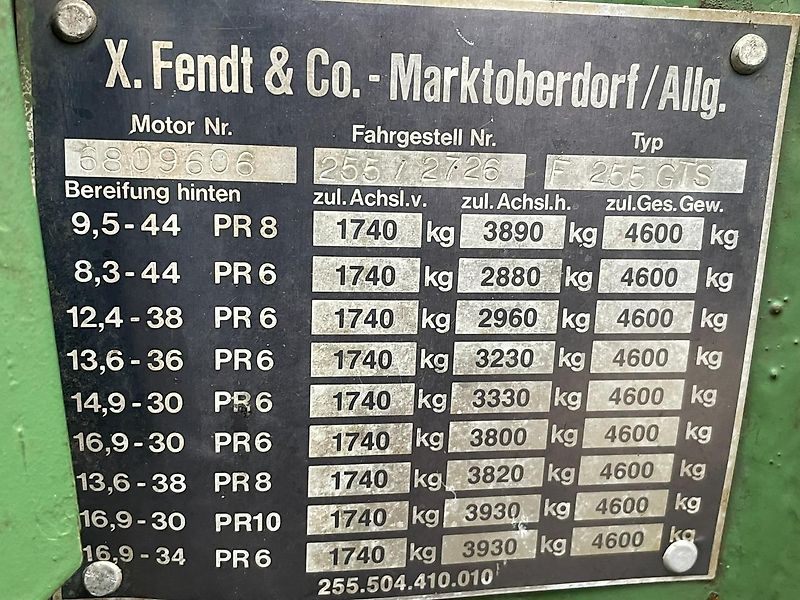 X. Fendt & Co. - Marktoberdorf/Allg.
Motor Nr. Fahrgestell Nr. Typ
6809606 255/2726 F 255 GTS
Bereifung hinten zul. Achsl.v. zul. Achsl.h. zul.Ges.Gew.
9,5-44 PR 8 1740 kg 3890 kg 4600 kg
8,3-44 PR 6 1740 kg 2880 kg 4600 kg
12,4-38 PR 6 1740 kg 2960 kg 4600 kg
13,6-36 PR 6 1740 kg 3230 kg 4600 kg
14,9-30 PR 6 1740 kg 3330 kg 4600 kg
16,9-30 PR 6 1740 kg 3800 kg 4600 kg
13,6-38 PR 8 1740 kg 3820 kg 4600 kg
16,9-30 PR10 1740 kg 3930 kg 4600 kg
16,9-34 PR 6 1740 kg 3930 kg 4600 kg
255.504.410.010